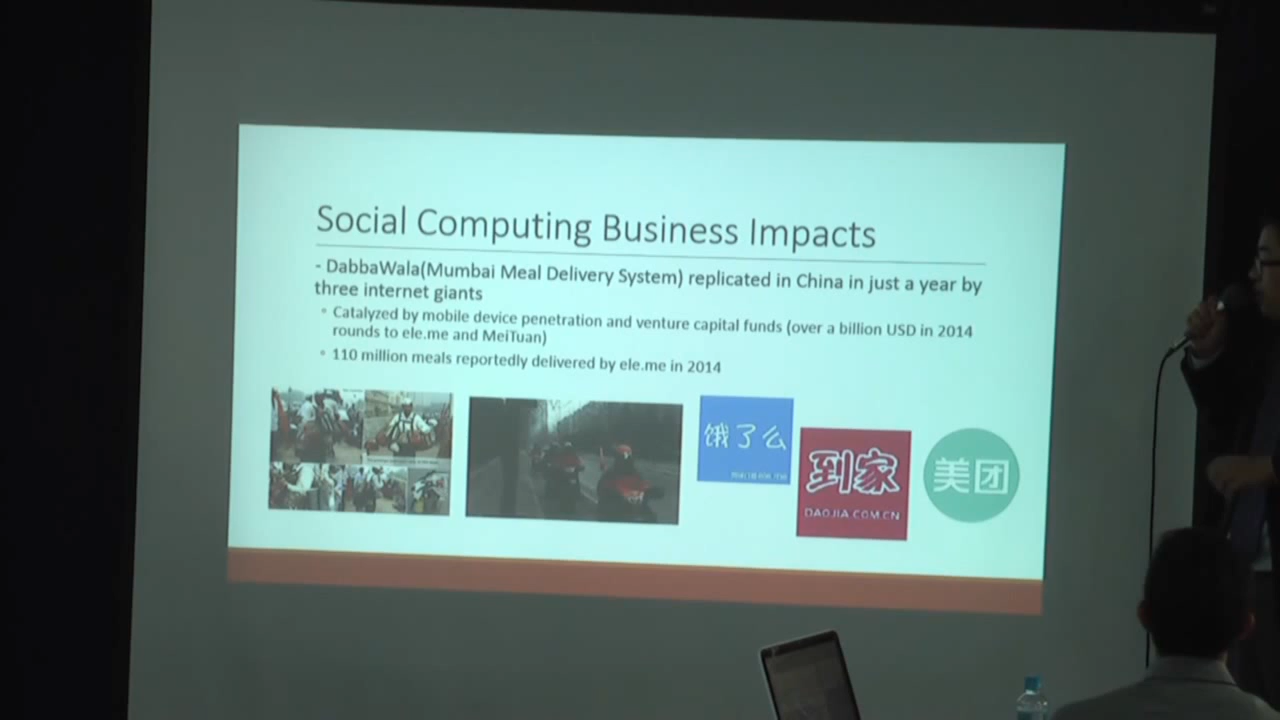 Social Computing Business Impacts
- DabbaWala(Mumbai Meal Delivery System) replicated in China in just a year by
three internet giants
Catalyzed by mobile device penetration and venture capital funds (over a billion USD in 2014
rounds to ele.me and MeiTuan)
110 million meals reportedly delivered by ele.me in 2014
饿了么
到家
DAOJIA.COM.CN
美团